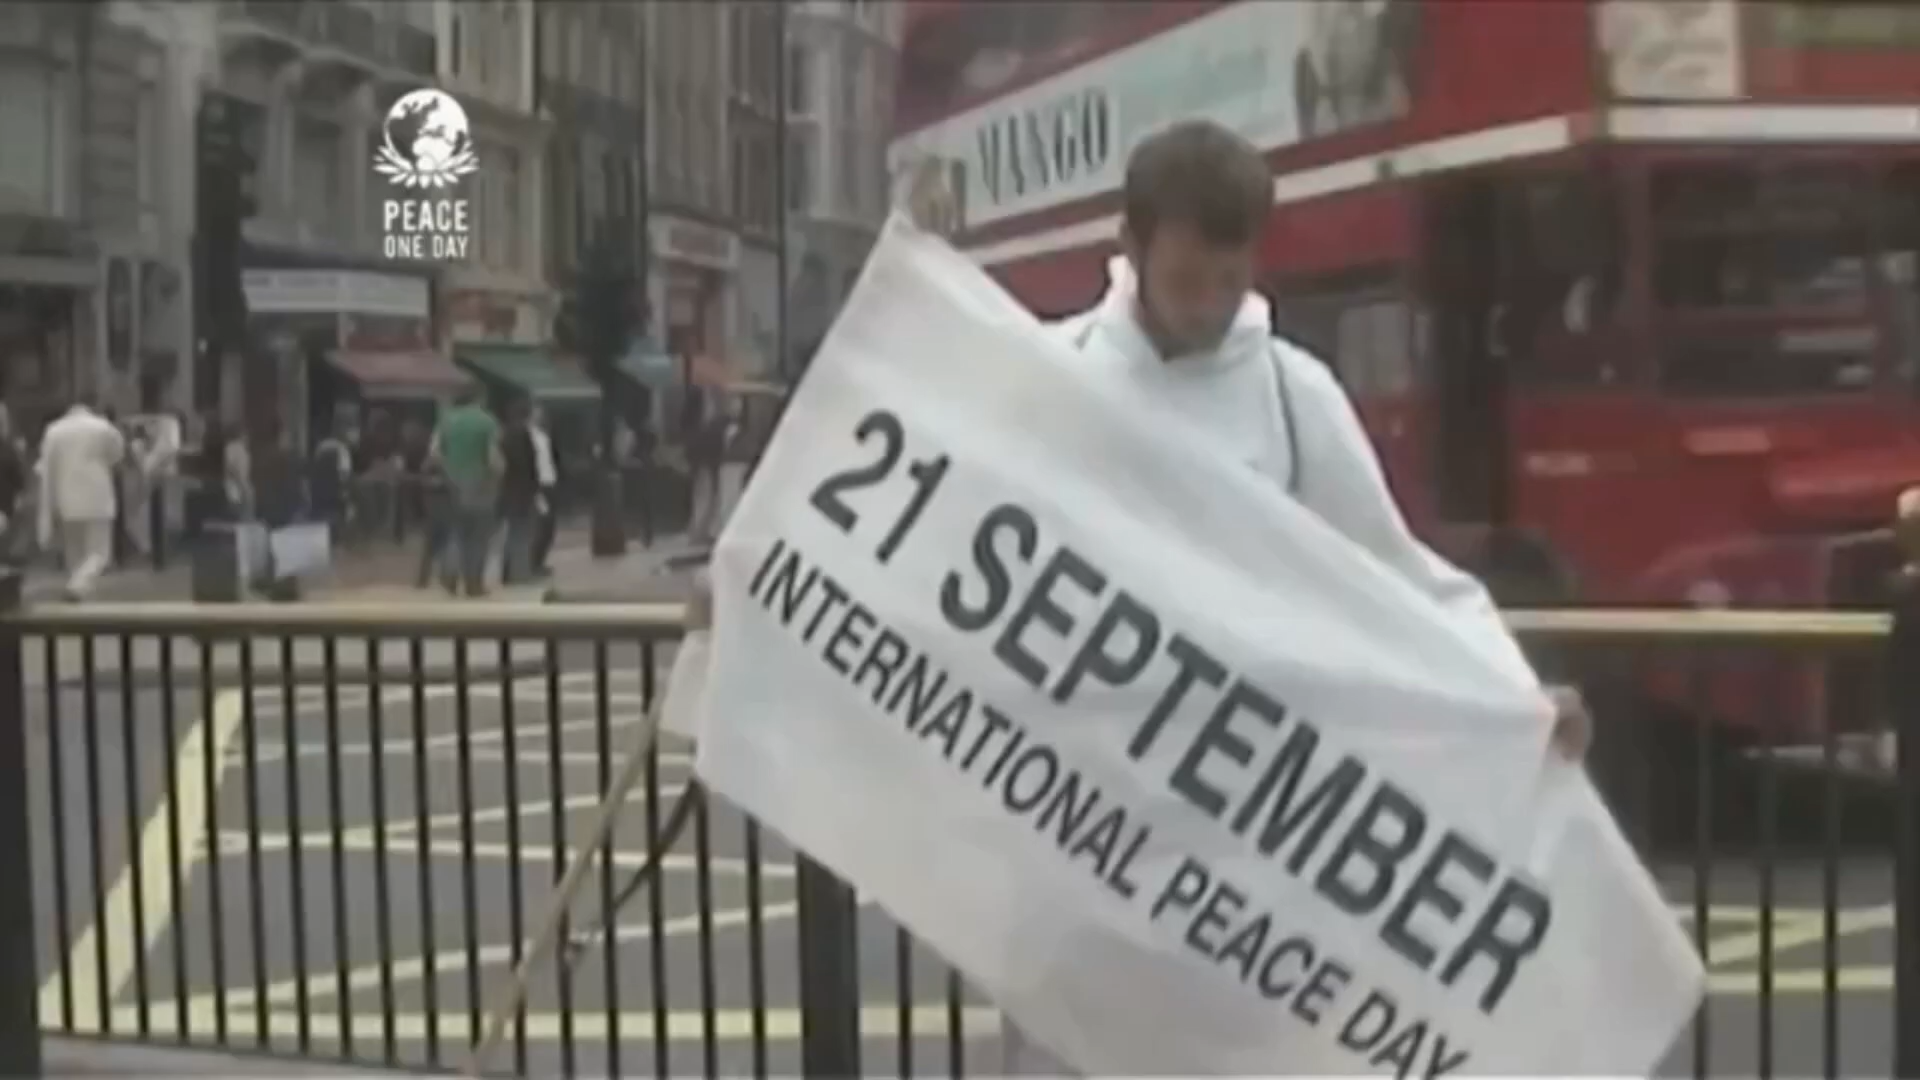 PEACE
ONE DAY
MANGO
21 SEPTEMBER
INTERNATIONAL PEACE DAY